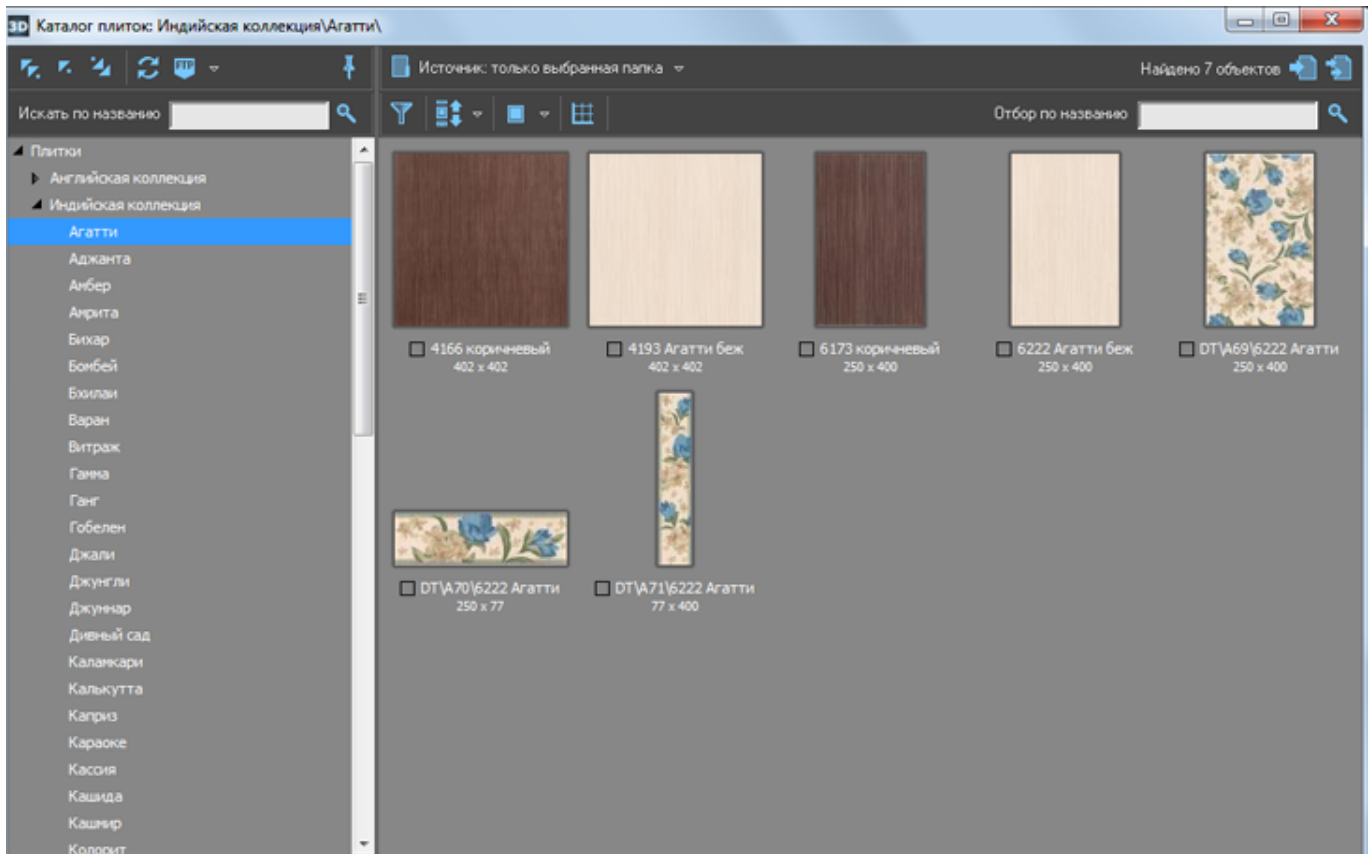 3D Каталог плиток: Индийская коллекция\Агатти\
Источник: только выбранная папка
Найдено 7 объектов
Искать по названию
Отбор по названию
Плитки
Английская коллекция
Индийская коллекция
Агатти
Аджанта
Амбер
Амрита
Бихар
Бомбей
Бхилаи
Варан
Витраж
Гамма
Ганг
Гобелен
Джали
Джунгли
Джуннар
Дивный сад
Каламкари
Калькутта
Каприз
Караоке
Кассия
Кашида
Кашмир
Колорит
4166 коричневый
402 x 402
4193 Агатти беж
402 x 402
6173 коричневый
250 x 400
6222 Агатти беж
250 x 400
DT\A69\6222 Агатти
250 x 400
DT\A70\6222 Агатти
250 x 77
DT\A71\6222 Агатти
77 x 400